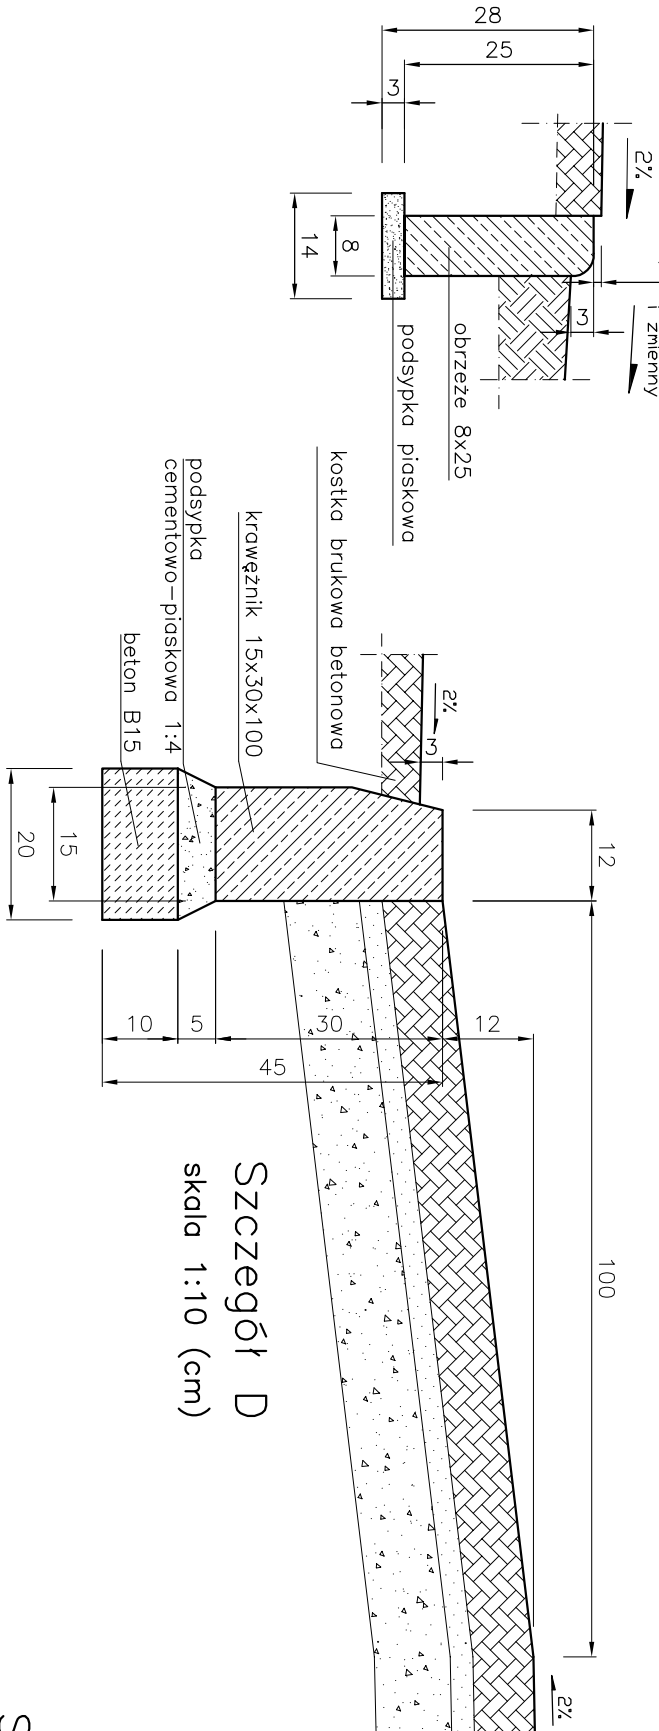 28
25
3
2%
14
8
3
i zmienny
obrzeże 8x25
podsypka piaskowa
kostka brukowa betonowa
krawężnik 15x30x100
podsypka
cementowo-piaskowa 1:4
beton B15
2%
3
12
15
20
10
5
30
12
45
100
Szczegół D
skala 1:10 (cm)
2%